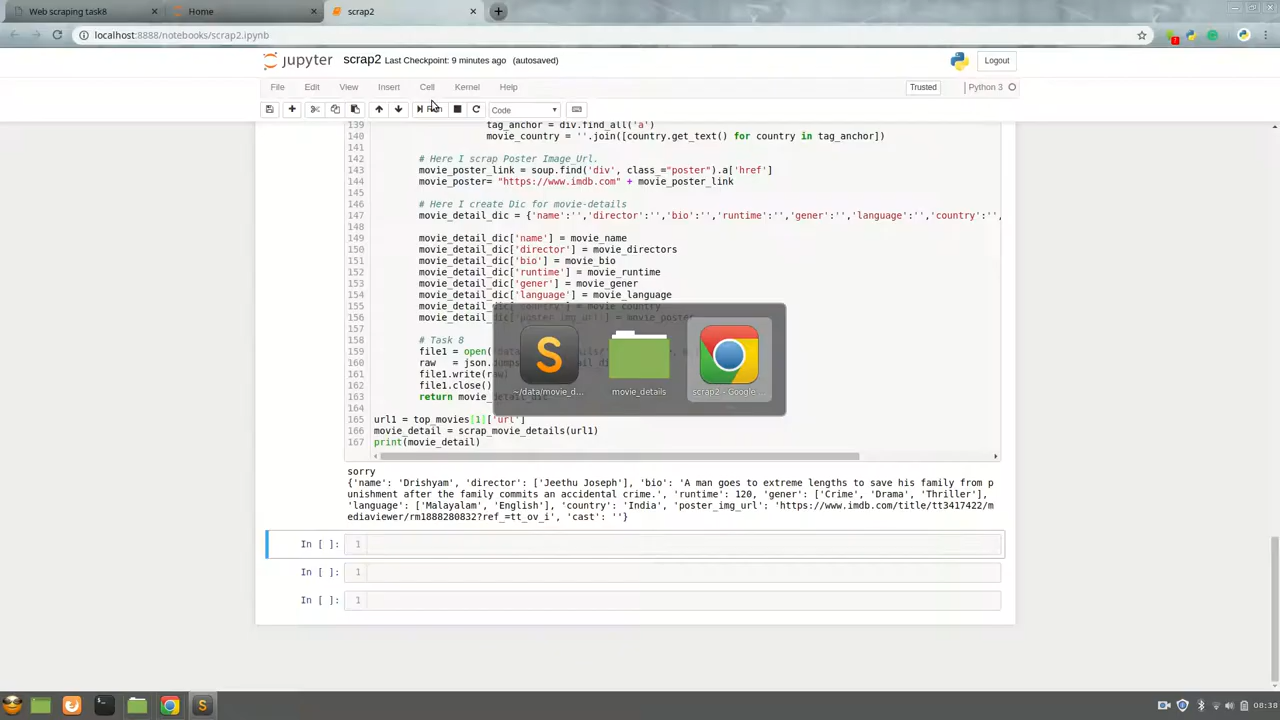 Web scraping task8 × Home × scrap2 ×
localhost:8888/notebooks/scrap2.ipynb
jupyter scrap2 Last Checkpoint: 9 minutes ago (autosaved) Logout
File Edit View Insert Cell Kernel Help Trusted Python 3
Code
139 tag_anchor = div.find_all('a')
140 movie_country = ''.join([country.get_text() for country in tag_anchor])
141
142 # Here I scrap Poster Image_Url.
143 movie_poster_link = soup.find('div', class_="poster").a['href']
144 movie_poster= "https://www.imdb.com" + movie_poster_link
145
146 # Here I create Dic for movie-details
147 movie_detail_dic = {'name':'','director':'','bio':'','runtime':'','gener':'','language':'','country':'',
148
149 movie_detail_dic['name'] = movie_name
150 movie_detail_dic['director'] = movie_directors
151 movie_detail_dic['bio'] = movie_bio
152 movie_detail_dic['runtime'] = movie_runtime
153 movie_detail_dic['gener'] = movie_gener
154 movie_detail_dic['language'] = movie_language
155 movie_detail_dic['country'] = movie_country
156 movie_detail_dic['poster_img_url'] = movie_poster
157
158 # Task 8
159 file1 = open(
160 raw = json.dumps
161 file1.write(raw)
162 file1.close()
163 return movie_detail_dic
164
165 url1 = top_movies[1]['url']
166 movie_detail = scrap_movie_details(url1)
167 print(movie_detail)
~/data/movie_d... movie_details scrap2 - Google ...
sorry
{'name': 'Drishyam', 'director': ['Jeethu Joseph'], 'bio': 'A man goes to extreme lengths to save his family from p
unishment after the family commits an accidental crime.', 'runtime': 120, 'gener': ['Crime', 'Drama', 'Thriller'],
'language': ['Malayalam', 'English'], 'country': 'India', 'poster_img_url': 'https://www.imdb.com/title/tt3417422/m
ediaviewer/rm1888280832?ref_=tt_ov_i', 'cast': ''}
In [ ]: 1
In [ ]: 1
In [ ]: 1
08:38